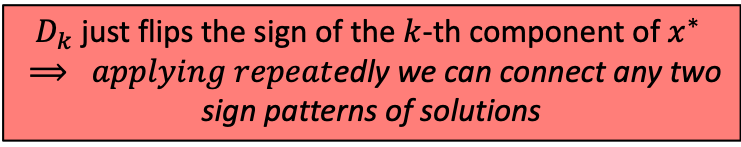 D_k just flips the sign of the k-th component of x*
⟹ applying repeatedly we can connect any two
sign patterns of solutions